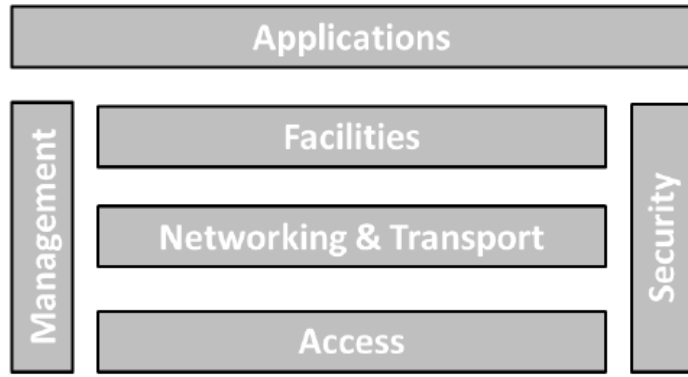 Applications
Management
Facilities
Networking & Transport
Access
Security